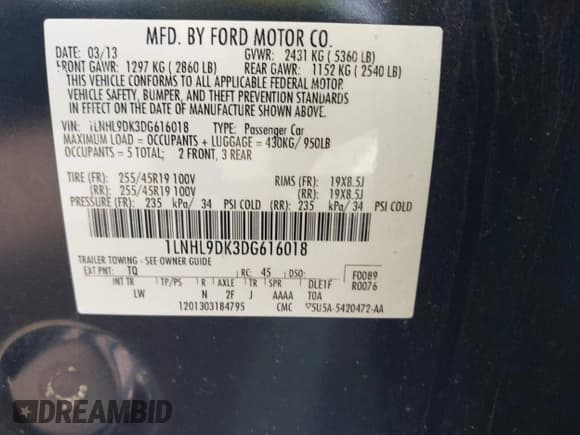 MFD. BY FORD MOTOR CO.
DATE: 03/13 GVWR: 2431 KG ( 5360 LB)
FRONT GAWR: 1297 KG ( 2860 LB) REAR GAWR: 1152 KG ( 2540 LB)
THIS VEHICLE CONFORMS TO ALL APPLICABLE FEDERAL MOTOR
VEHICLE SAFETY, BUMPER, AND THEFT PREVENTION STANDARDS
IN EFFECT ON THE DATE OF MANUFACTURE SHOWN ABOVE.
VIN: 1LNHL9DK3DG616018 TYPE: Passenger Car
MAXIMUM LOAD = OCCUPANTS + LUGGAGE = 430KG/ 950LB
OCCUPANTS = 5 TOTAL; 2 FRONT, 3 REAR
TIRE (FR): 255/45R19 100V RIMS (FR): 19X8.5J
(RR): 255/45R19 100V (RR): 19X8.5J
PRESSURE (FR): 235 kPa/ 34 PSI COLD (RR): 235 kPa/ 34 PSI COLD
1LNHL9DK3DG616018
TRAILER TOWING - SEE OWNER GUIDE
EXT PNT: TQ RC: 45 DSO: F0089
INT TR TP/PS R AXLE TR SPR DLE1F R0076
LW N 2F J AAAA TOA
1201303184795 CMC 5U5A-5420472-AA
DREAMBID